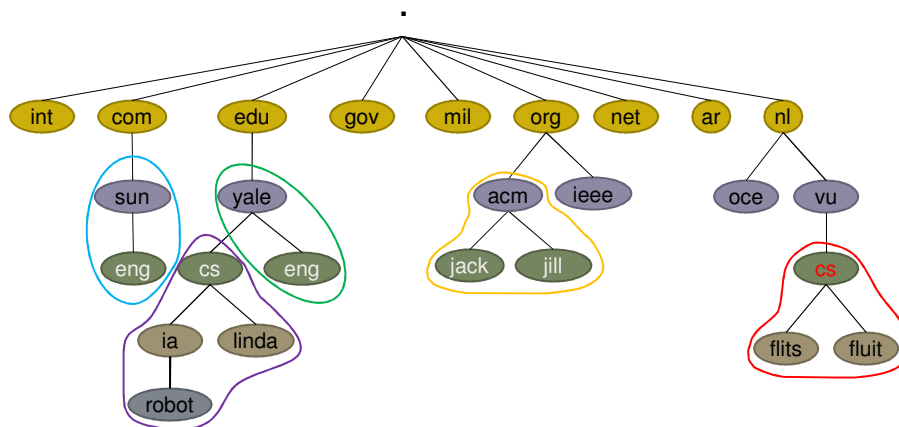 .
int com edu gov mil org net ar nl
sun yale acm ieee oce vu
eng cs eng jack jill cs
ia linda flits fluit
robot